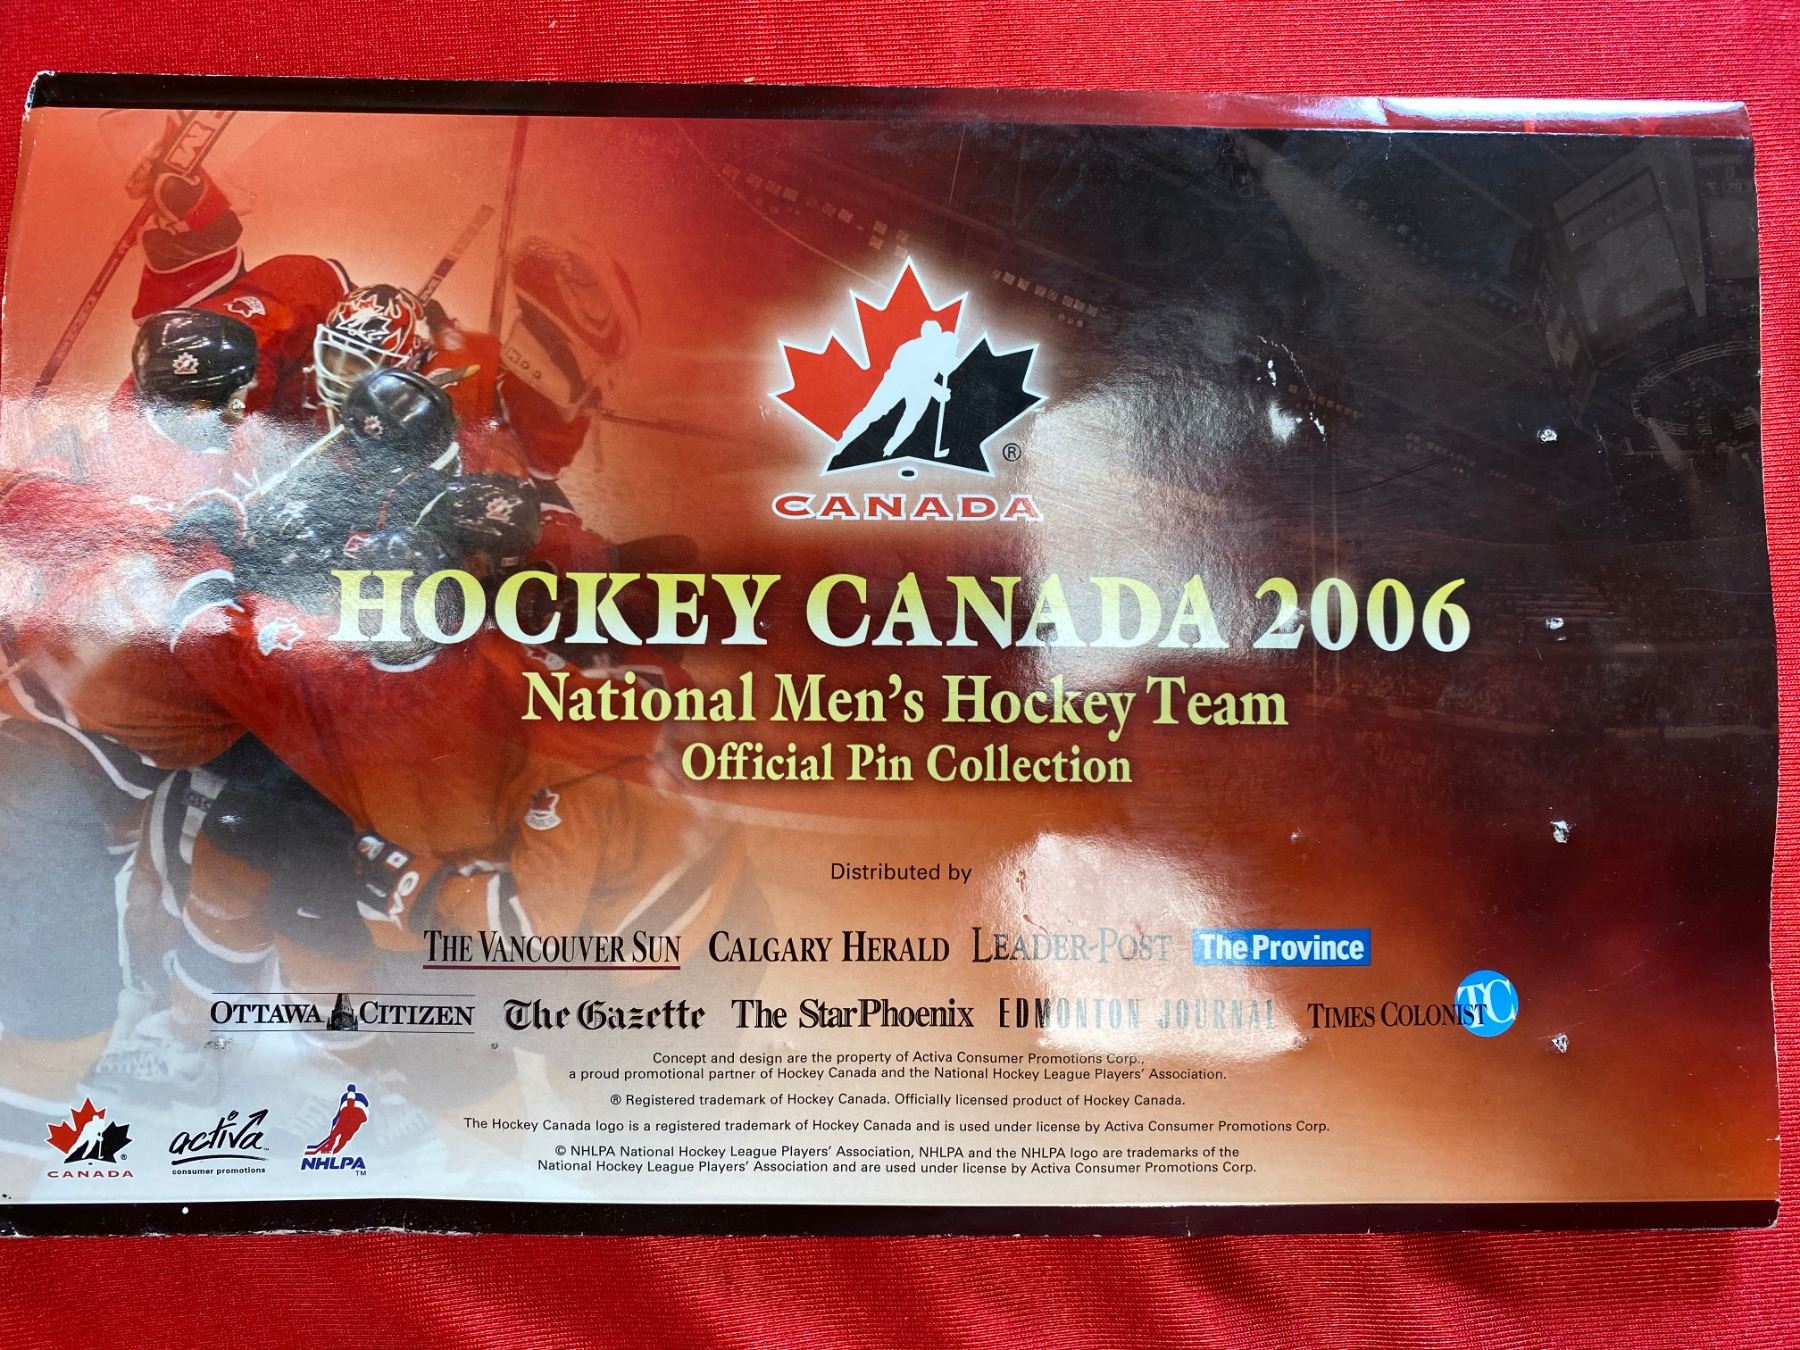 CANADA
®
HOCKEY CANADA 2006
National Men's Hockey Team
Official Pin Collection
Distributed by
THE VANCOUVER SUN CALGARY HERALD LEADER-POST The Province
OTTAWA CITIZEN The Gazette The StarPhoenix EDMONTON JOURNAL TIMES COLONIST TC
Concept and design are the property of Activa Consumer Promotions Corp.,
a proud promotional partner of Hockey Canada and the National Hockey League Players' Association.
® Registered trademark of Hockey Canada. Officially licensed product of Hockey Canada.
The Hockey Canada logo is a registered trademark of Hockey Canada and is used under license by Activa Consumer Promotions Corp.
© NHLPA National Hockey League Players' Association, NHLPA and the NHLPA logo are trademarks of the
National Hockey League Players' Association and are used under license by Activa Consumer Promotions Corp.
CANADA ®
activa
consumer promotions
NHLPA TM